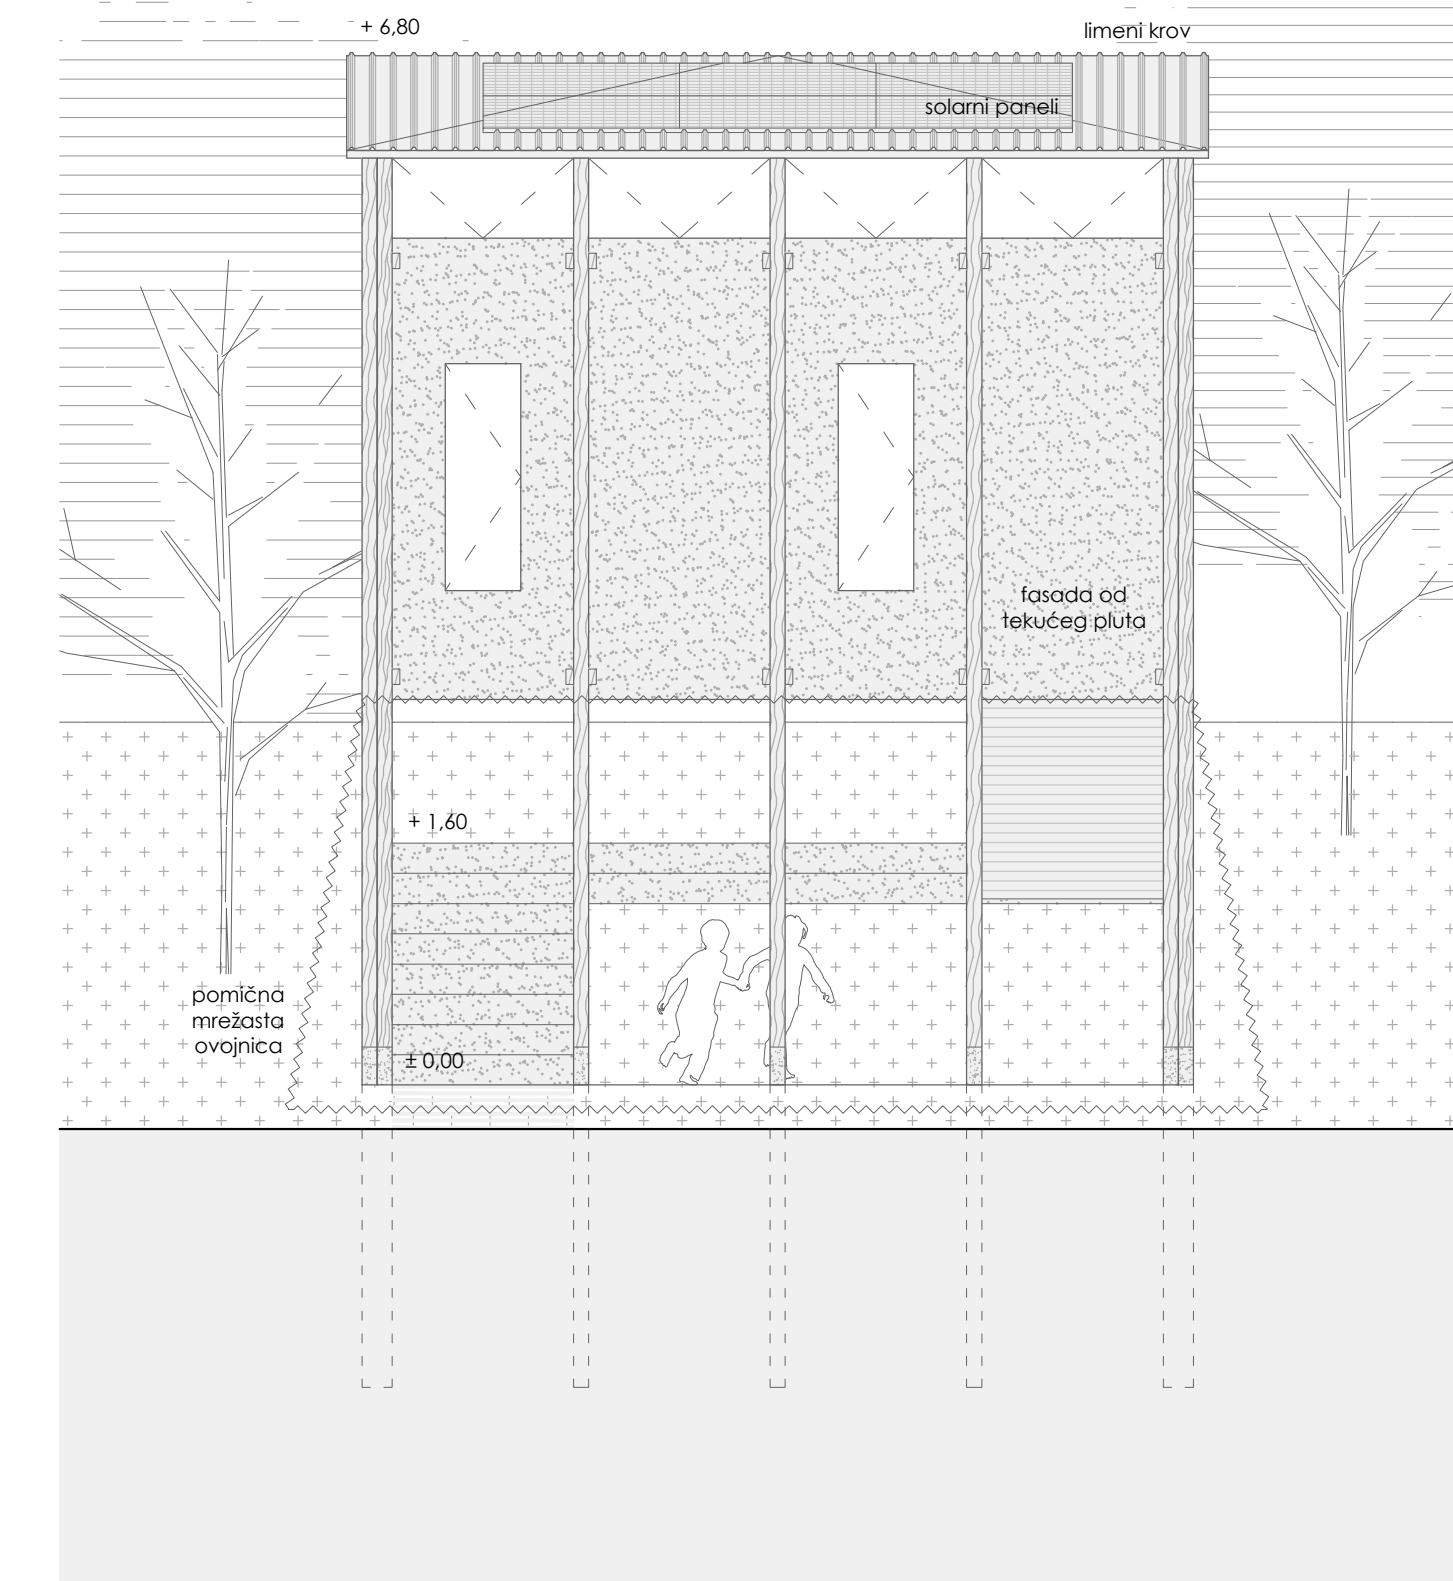 + 6,80
limeni krov
solarni paneli
fasada od
tekućeg pluta
+ 1,60
pomična
mrežasta
ovojnica
± 0,00